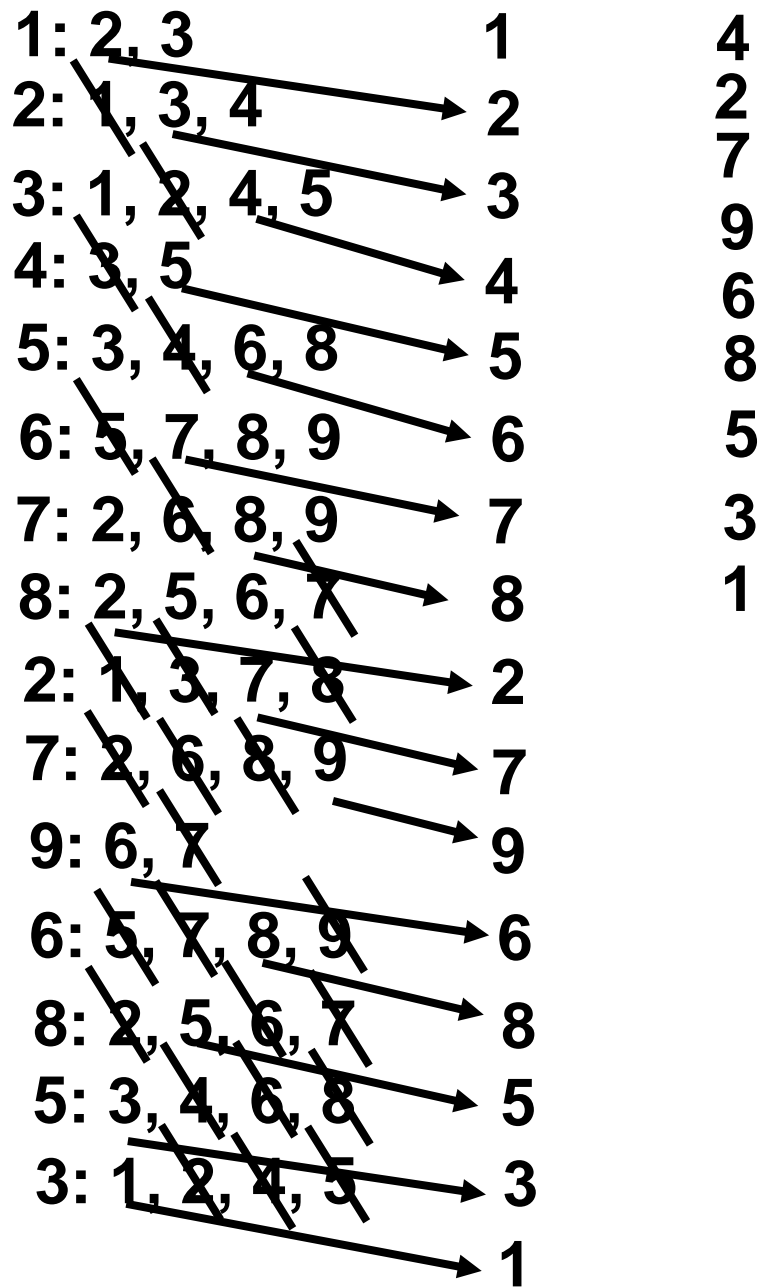 1: 2, 3 1 4
2: 1, 3, 4 2 2
3: 1, 2, 4, 5 3 7
4: 3, 5 4 9
5: 3, 4, 6, 8 5 6
6: 5, 7, 8, 9 6 8
7: 2, 6, 8, 9 7 5
8: 2, 5, 6, 7 8 3
2: 1, 3, 7, 8 2 1
7: 2, 6, 8, 9 7
9: 6, 7 9
6: 5, 7, 8, 9 6
8: 2, 5, 6, 7 8
5: 3, 4, 6, 8 5
3: 1, 2, 4, 5 3
1